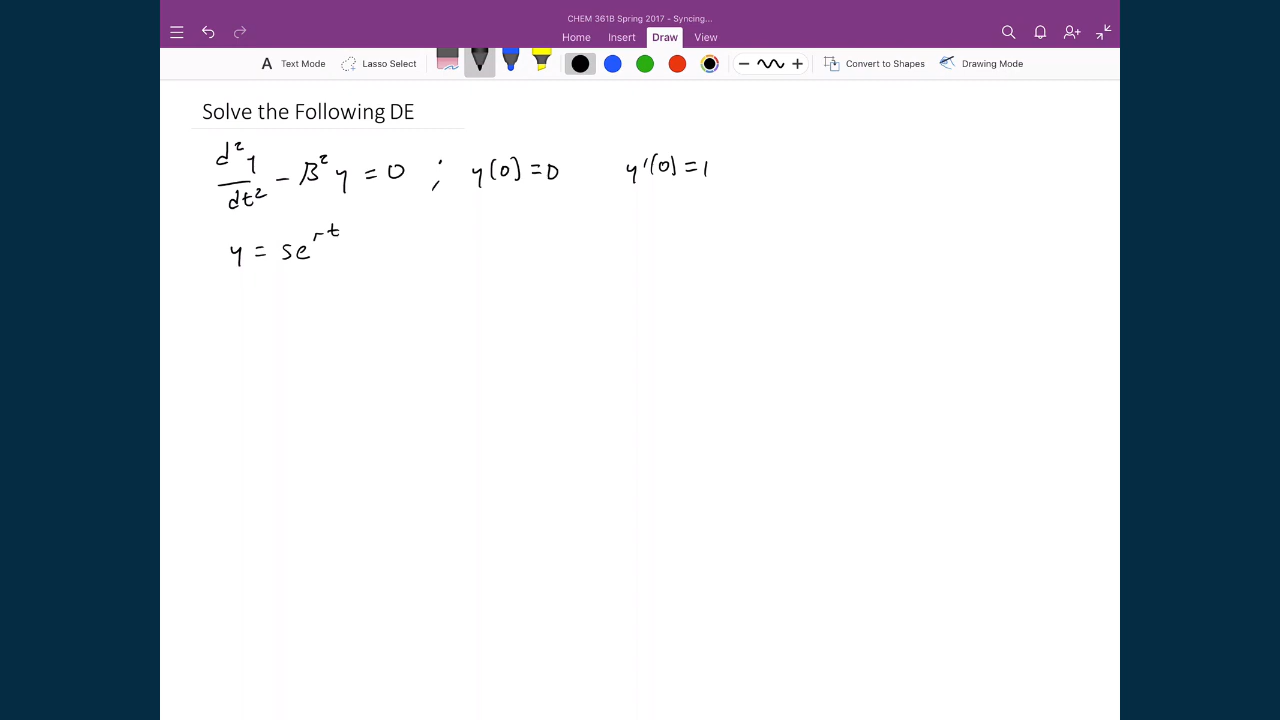 CHEM 361B Spring 2017 - Syncing...
Home Insert Draw View
Text Mode Lasso Select Convert to Shapes Drawing Mode
Solve the Following DE
d²y/dt² - β²y = 0 ; y(0) = 0 y'(0) = 1
y = se^{rt}